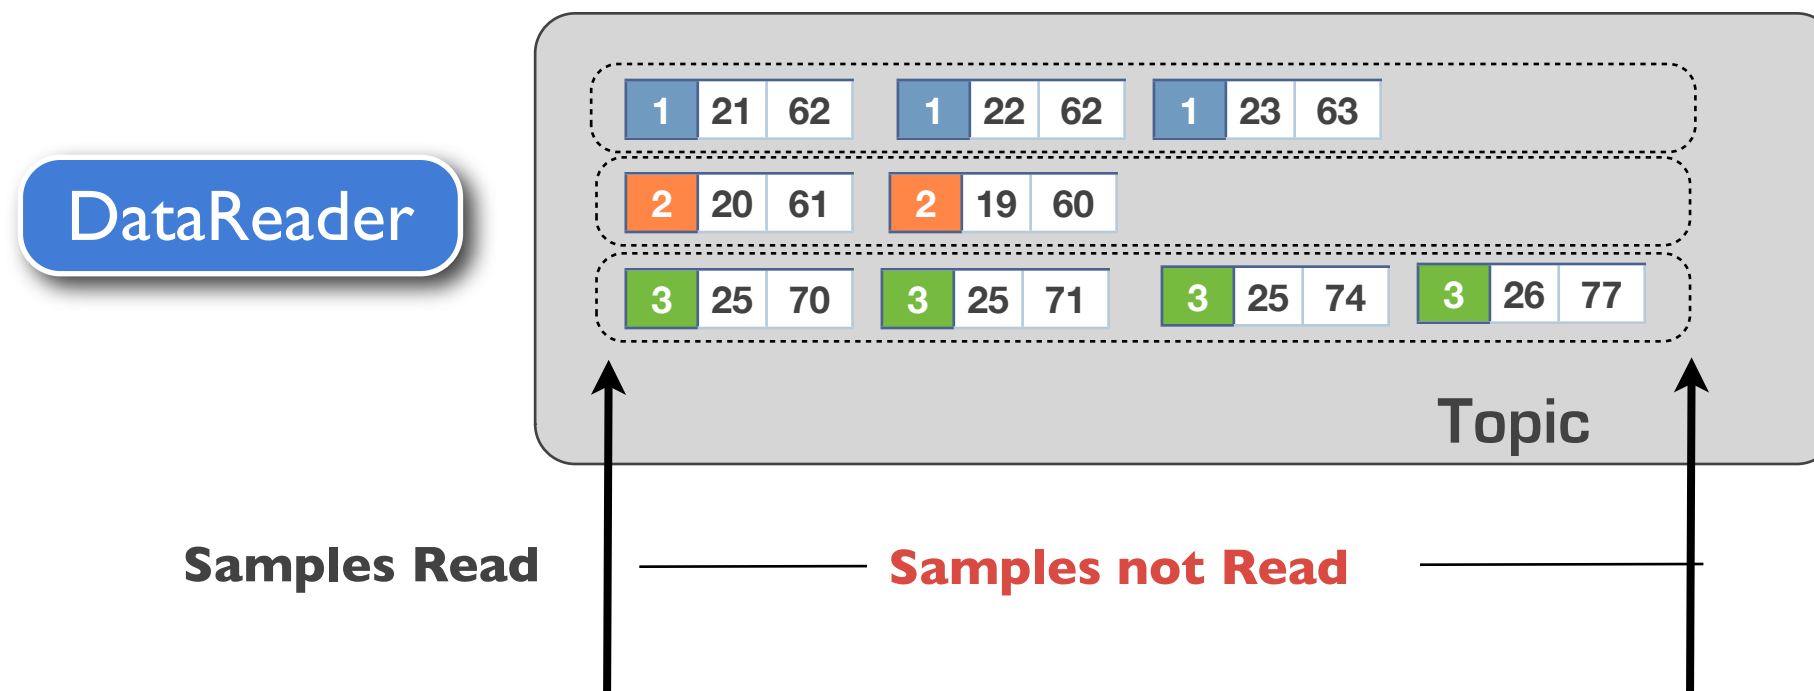 1 21 62 1 22 62 1 23 63
DataReader
2 20 61 2 19 60
3 25 70 3 25 71 3 25 74 3 26 77
Topic
Samples Read
Samples not Read